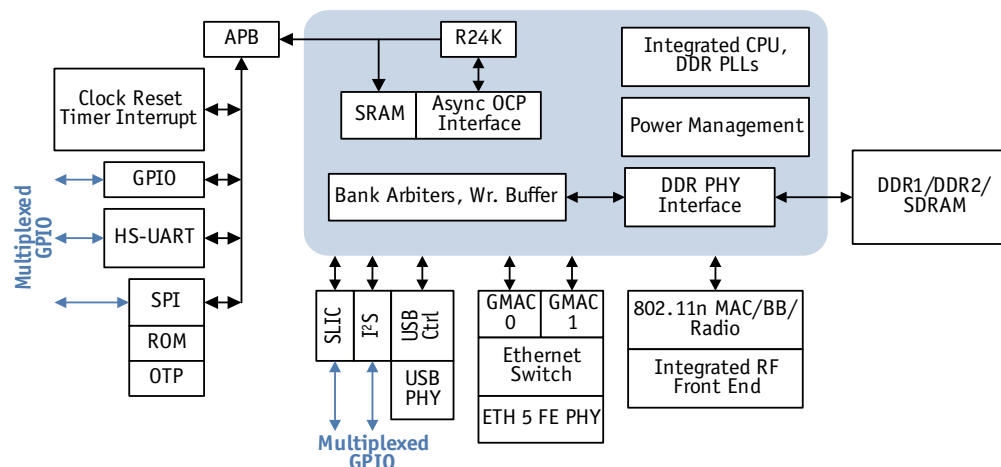 APB
R24K
Integrated CPU,
DDR PLLs
Clock Reset
Timer Interrupt
SRAM
Async OCP
Interface
Power Management
GPIO
Bank Arbiters, Wr. Buffer
DDR PHY
Interface
DDR1/DDR2/
SDRAM
Multiplexed
GPIO
HS-UART
SPI
ROM
OTP
SLIC
I²S
USB
Ctrl
USB
PHY
GMAC
0
GMAC
1
Ethernet
Switch
ETH 5 FE PHY
802.11n MAC/BB/
Radio
Integrated RF
Front End
Multiplexed
GPIO